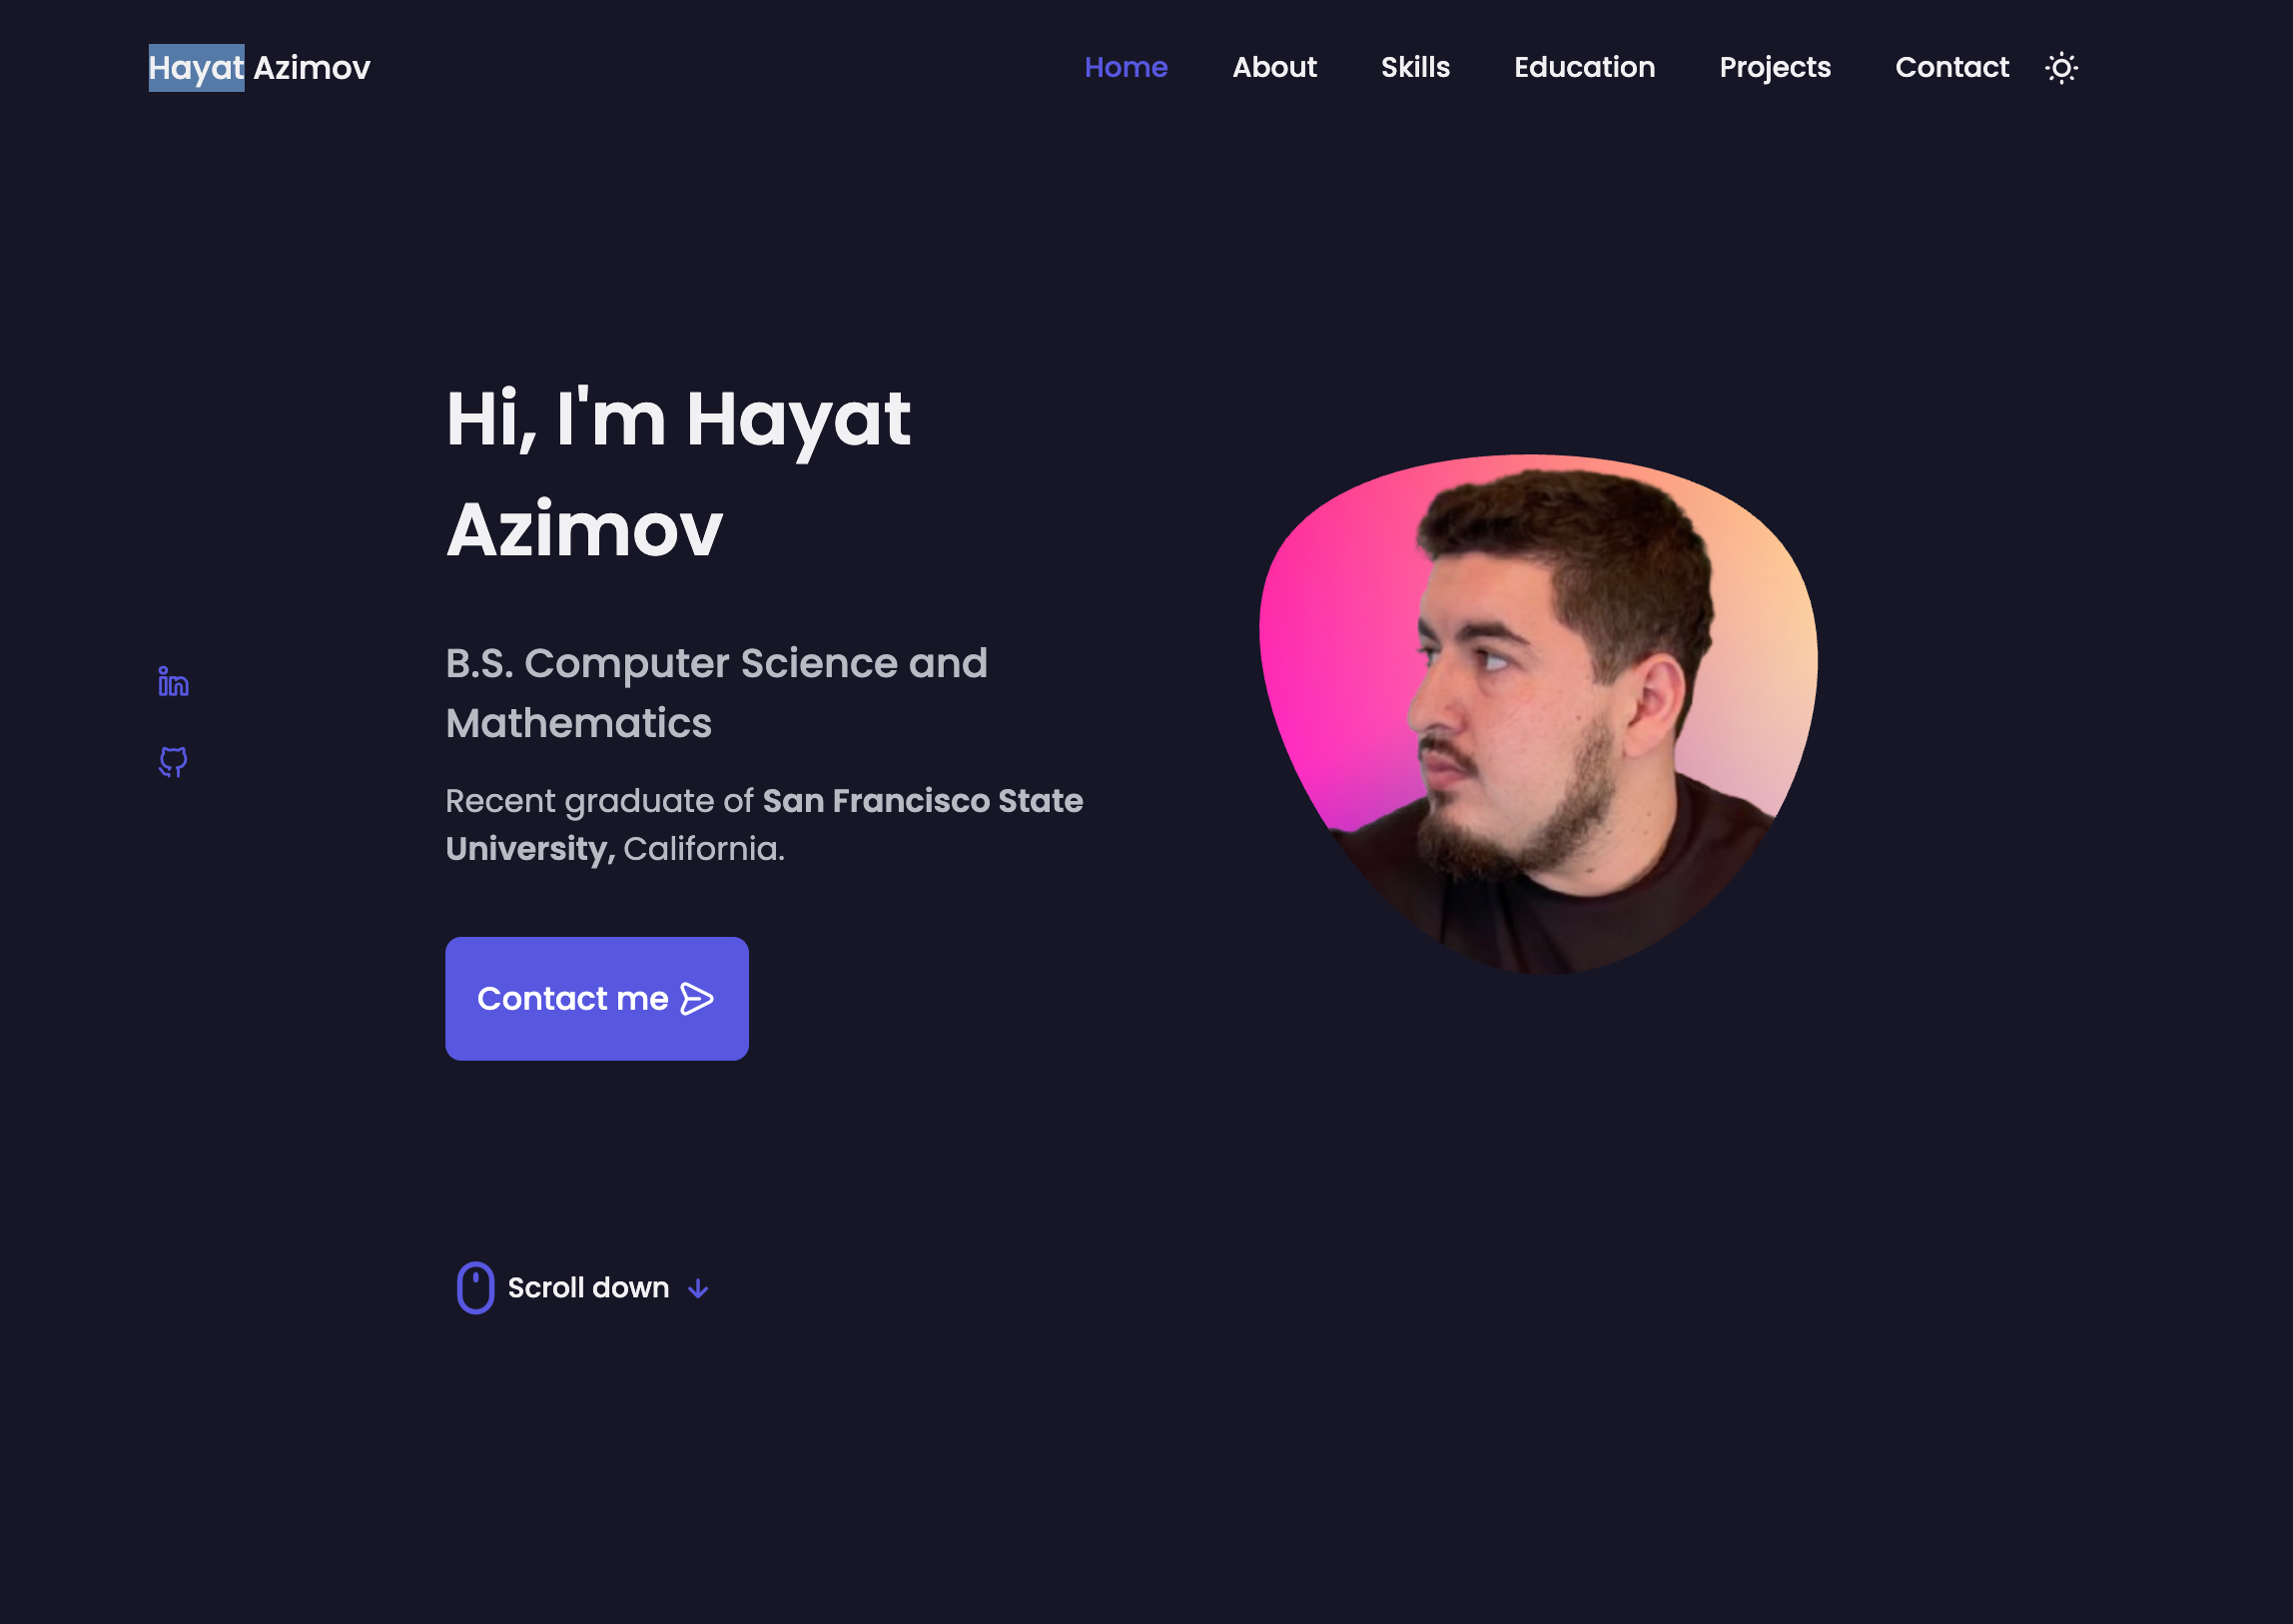 Hayat Azimov
Home About Skills Education Projects Contact
Hi, I'm Hayat
Azimov
B.S. Computer Science and
Mathematics
Recent graduate of San Francisco State
University, California.
Contact me
Scroll down